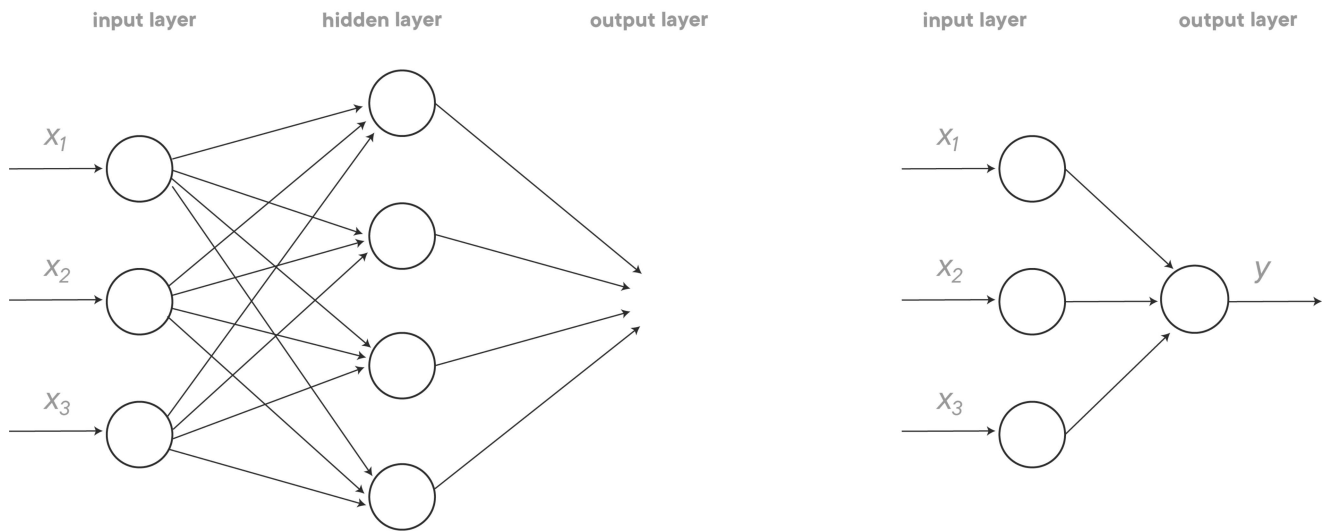 input layer
hidden layer
output layer
x1
x2
x3
input layer
output layer
x1
x2
x3
y